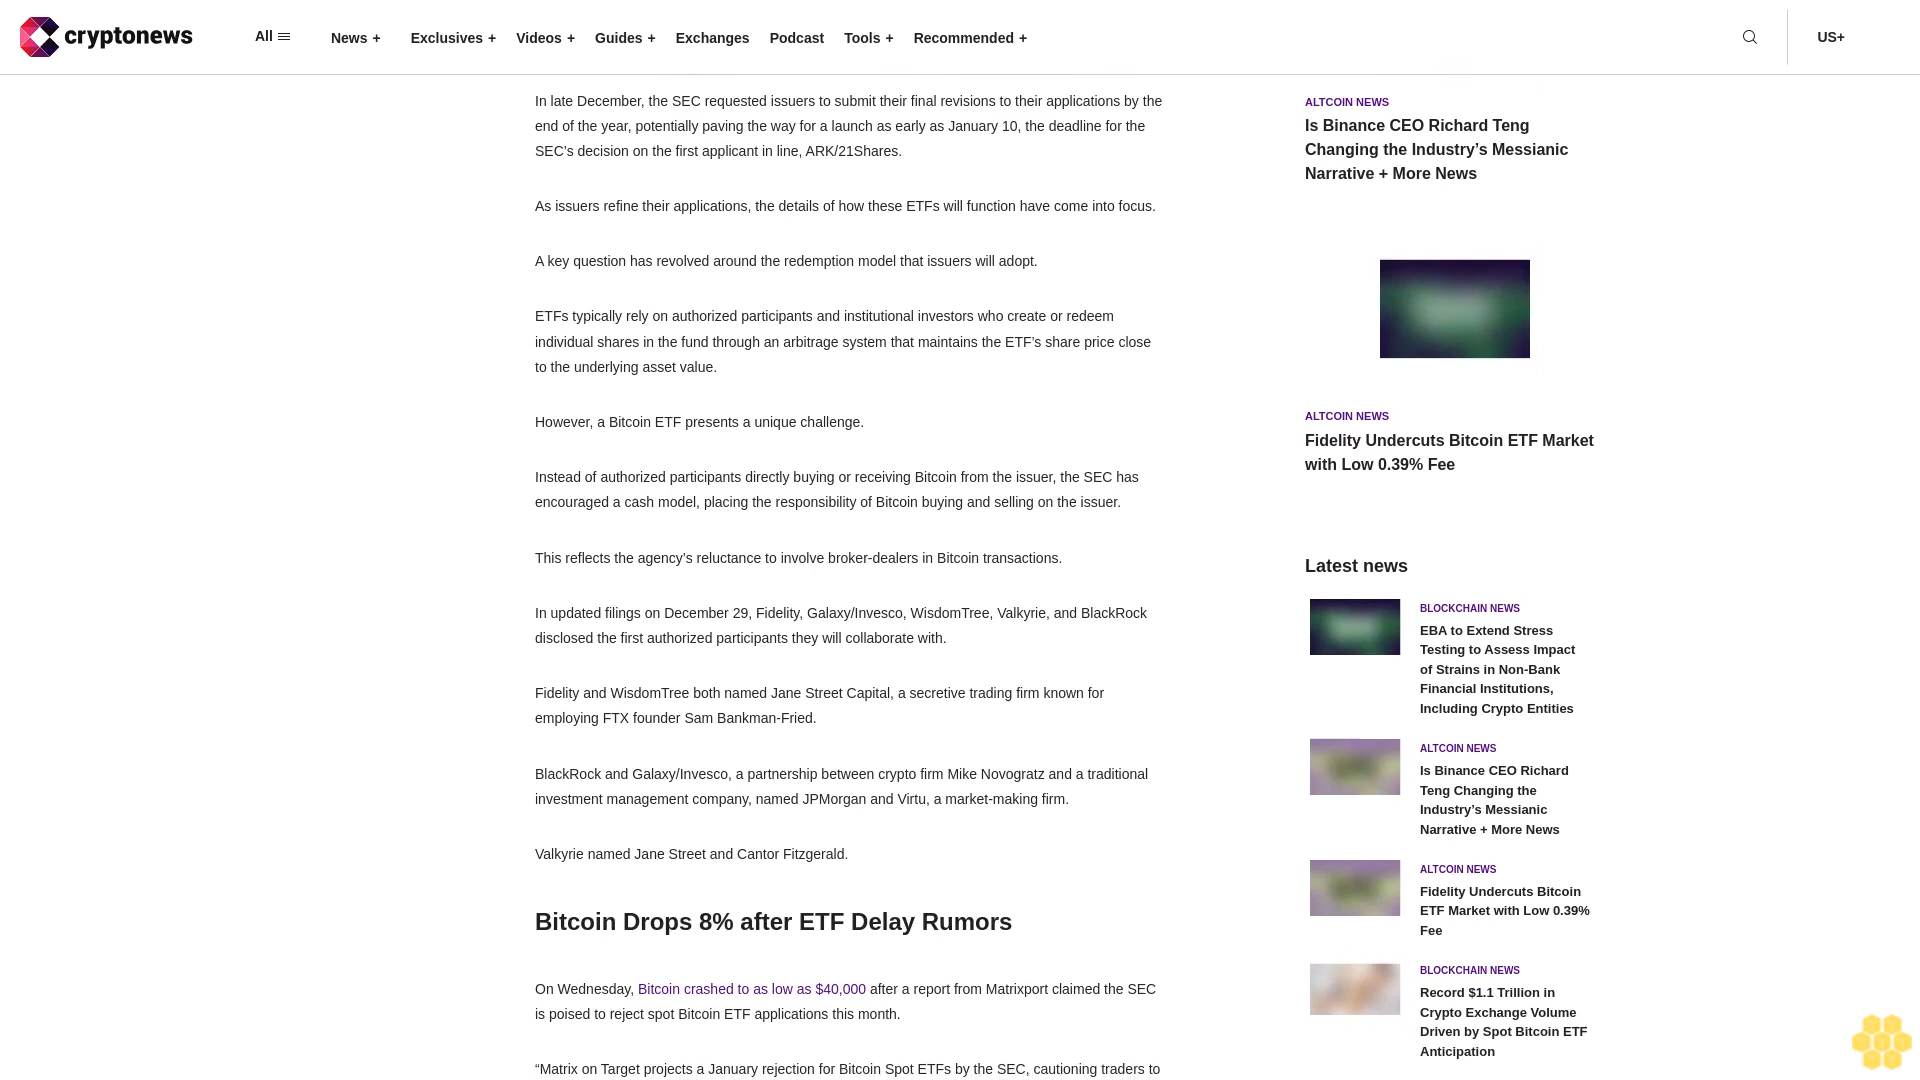 cryptonews
All
News +
Exclusives +
Videos +
Guides +
Exchanges
Podcast
Tools +
Recommended +
US+
In late December, the SEC requested issuers to submit their final revisions to their applications by the
end of the year, potentially paving the way for a launch as early as January 10, the deadline for the
SEC's decision on the first applicant in line, ARK/21Shares.
As issuers refine their applications, the details of how these ETFs will function have come into focus.
A key question has revolved around the redemption model that issuers will adopt.
ETFs typically rely on authorized participants and institutional investors who create or redeem
individual shares in the fund through an arbitrage system that maintains the ETF’s share price close
to the underlying asset value.
However, a Bitcoin ETF presents a unique challenge.
Instead of authorized participants directly buying or receiving Bitcoin from the issuer, the SEC has
encouraged a cash model, placing the responsibility of Bitcoin buying and selling on the issuer.
This reflects the agency’s reluctance to involve broker-dealers in Bitcoin transactions.
In updated filings on December 29, Fidelity, Galaxy/Invesco, WisdomTree, Valkyrie, and BlackRock
disclosed the first authorized participants they will collaborate with.
Fidelity and WisdomTree both named Jane Street Capital, a secretive trading firm known for
employing FTX founder Sam Bankman-Fried.
BlackRock and Galaxy/Invesco, a partnership between crypto firm Mike Novogratz and a traditional
investment management company, named JPMorgan and Virtu, a market-making firm.
Valkyrie named Jane Street and Cantor Fitzgerald.
Bitcoin Drops 8% after ETF Delay Rumors
On Wednesday, Bitcoin crashed to as low as $40,000 after a report from Matrixport claimed the SEC
is poised to reject spot Bitcoin ETF applications this month.
“Matrix on Target projects a January rejection for Bitcoin Spot ETFs by the SEC, cautioning traders to
ALTCOIN NEWS
Is Binance CEO Richard Teng
Changing the Industry’s Messianic
Narrative + More News
ALTCOIN NEWS
Fidelity Undercuts Bitcoin ETF Market
with Low 0.39% Fee
Latest news
BLOCKCHAIN NEWS
EBA to Extend Stress
Testing to Assess Impact
of Strains in Non-Bank
Financial Institutions,
Including Crypto Entities
ALTCOIN NEWS
Is Binance CEO Richard
Teng Changing the
Industry’s Messianic
Narrative + More News
ALTCOIN NEWS
Fidelity Undercuts Bitcoin
ETF Market with Low 0.39%
Fee
BLOCKCHAIN NEWS
Record $1.1 Trillion in
Crypto Exchange Volume
Driven by Spot Bitcoin ETF
Anticipation